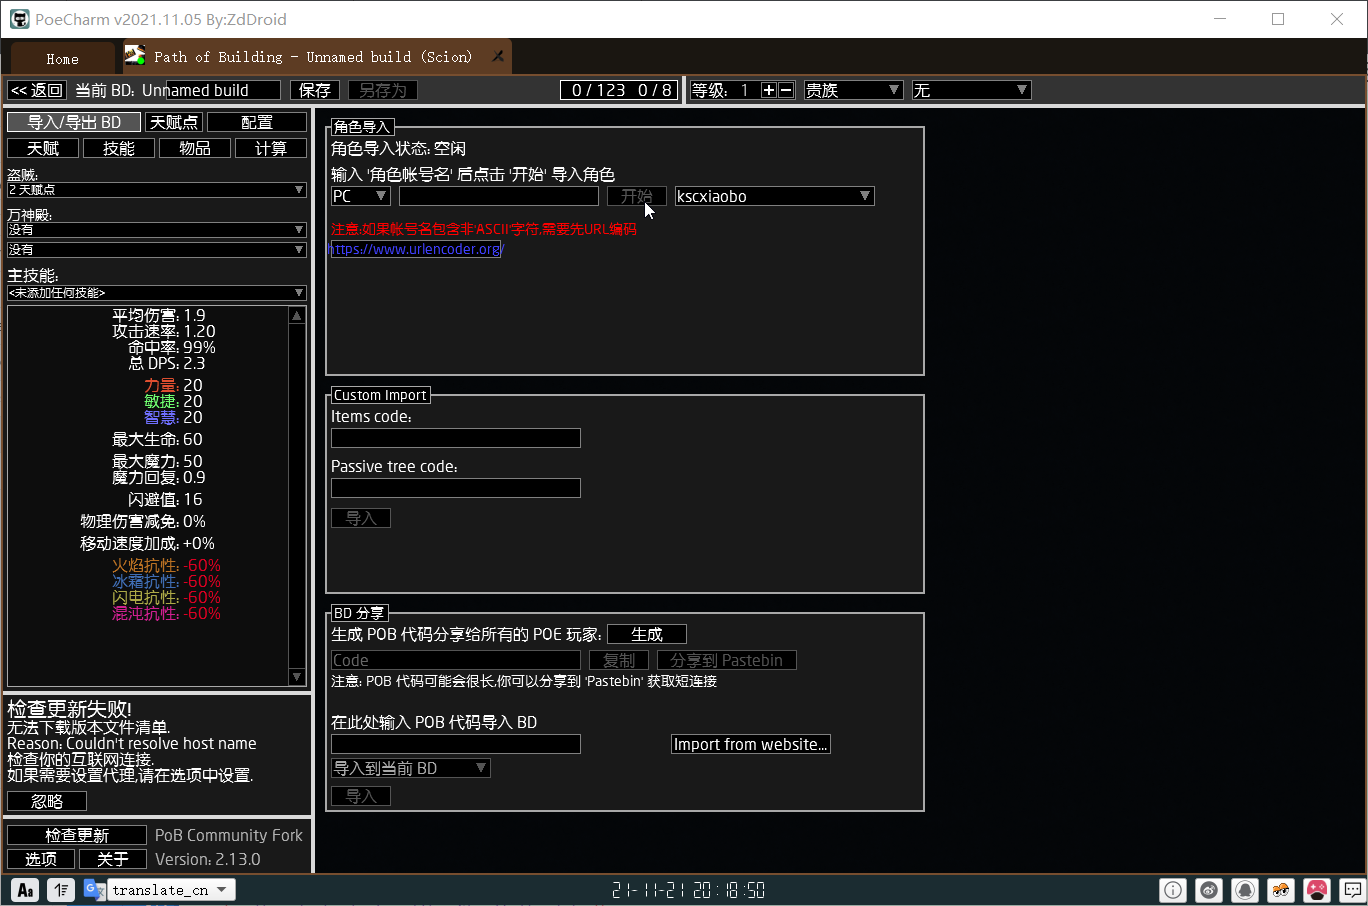 PoeCharm v2021.11.05 By:ZdDroid
Home
Path of Building - Unnamed build (Scion)
<< 返回
当前 BD: Unnamed build
保存
另存为
0 / 123 0 / 8
等级: 1
贵族
无
导入/导出 BD
天赋点
配置
天赋
技能
物品
计算
盗贼:
2 天赋点
万神殿:
没有
没有
主技能:
<未添加任何技能>
平均伤害: 1.9
攻击速率: 1.20
命中率: 99%
总 DPS: 2.3
力量: 20
敏捷: 20
智慧: 20
最大生命: 60
最大魔力: 50
魔力回复: 0.9
闪避值: 16
物理伤害减免: 0%
移动速度加成: +0%
火焰抗性: -60%
冰霜抗性: -60%
闪电抗性: -60%
混沌抗性: -60%
检查更新失败!
无法下载版本文件清单.
Reason: Couldn't resolve host name
检查你的互联网连接.
如果需要设置代理,请在选项中设置.
忽略
检查更新
PoB Community Fork
选项
关于
Version: 2.13.0
角色导入
角色导入状态: 空闲
输入 '角色帐号名' 后点击 '开始' 导入角色
PC
开始
kscxiaobo
注意:如果帐号名包含非'ASCII'字符,需要先URL编码
https://www.urlencoder.org/
Custom Import
Items code:
Passive tree code:
导入
BD 分享
生成 POB 代码分享给所有的 POE 玩家:
生成
Code
复制
分享到 Pastebin
注意: POB 代码可能会很长,你可以分享到 'Pastebin' 获取短连接
在此处输入 POB 代码导入 BD
Import from website...
导入到当前 BD
导入
Aa
translate_cn
21-11-21 20:18:50